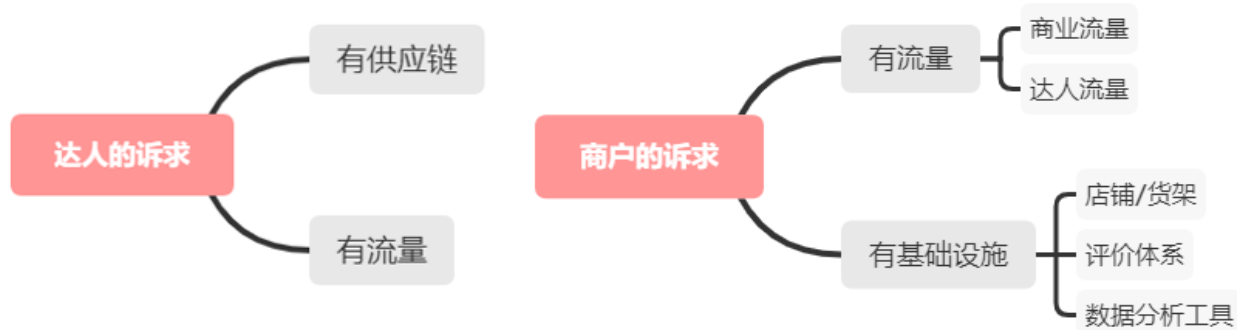 达人的诉求
有供应链
有流量
商户的诉求
有流量
商业流量
达人流量
有基础设施
店铺/货架
评价体系
数据分析工具